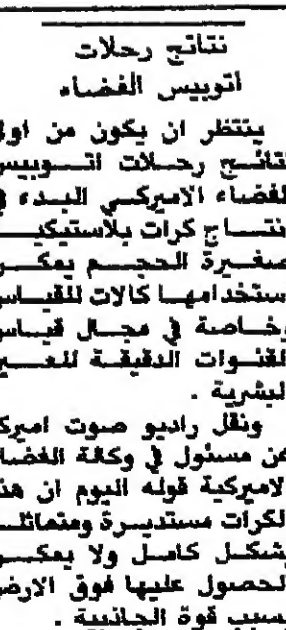 نتائج رحلات
اتوبيس الفضاء
ينتظر ان يكون من اول
نتائج رحلات اتوبيس
الفضاء الاميركي البدء في
انتاج كرات بلاستيكية
صغيرة الحجم يمكن
استخدامها كالات للقياس
وخاصة في مجال قياس
القنوات الدقيقة للعين
البشرية .
ونقل راديو صوت اميركا
عن مسئول في وكالة الفضاء
الاميركية قوله اليوم ان هذه
الكرات مستديرة ومتماثلة
بشكل كامل ولا يمكن
الحصول عليها فوق الارض
بسبب قوة الجاذبية .